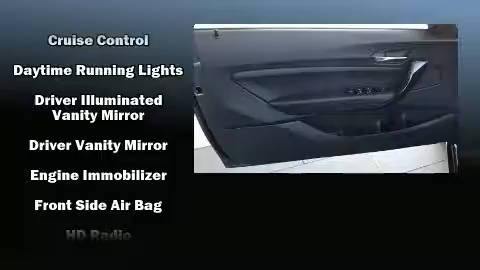 Cruise Control
Daytime Running Lights
Driver Illuminated
Vanity Mirror
Driver Vanity Mirror
Engine Immobilizer
Front Side Air Bag
HD Radio